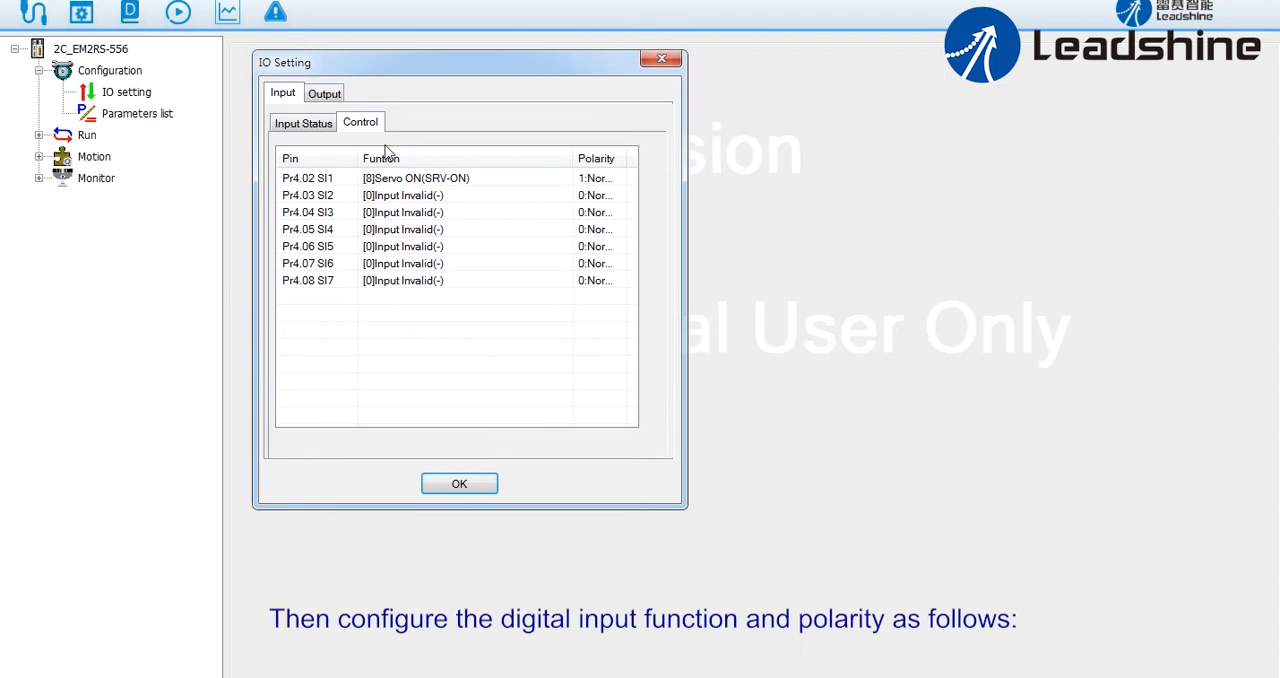 雷赛智能
Leadshine
Leadshine
2C_EM2RS-556
Configuration
IO setting
Parameters list
Run
Motion
Monitor
IO Setting
Input Output
Input Status Control
Pin Funtion Polarity
Pr4.02 SI1 [8]Servo ON(SRV-ON) 1:Nor...
Pr4.03 SI2 [0]Input Invalid(-) 0:Nor...
Pr4.04 SI3 [0]Input Invalid(-) 0:Nor...
Pr4.05 SI4 [0]Input Invalid(-) 0:Nor...
Pr4.06 SI5 [0]Input Invalid(-) 0:Nor...
Pr4.07 SI6 [0]Input Invalid(-) 0:Nor...
Pr4.08 SI7 [0]Input Invalid(-) 0:Nor...
OK
sion
al User Only
Then configure the digital input function and polarity as follows: